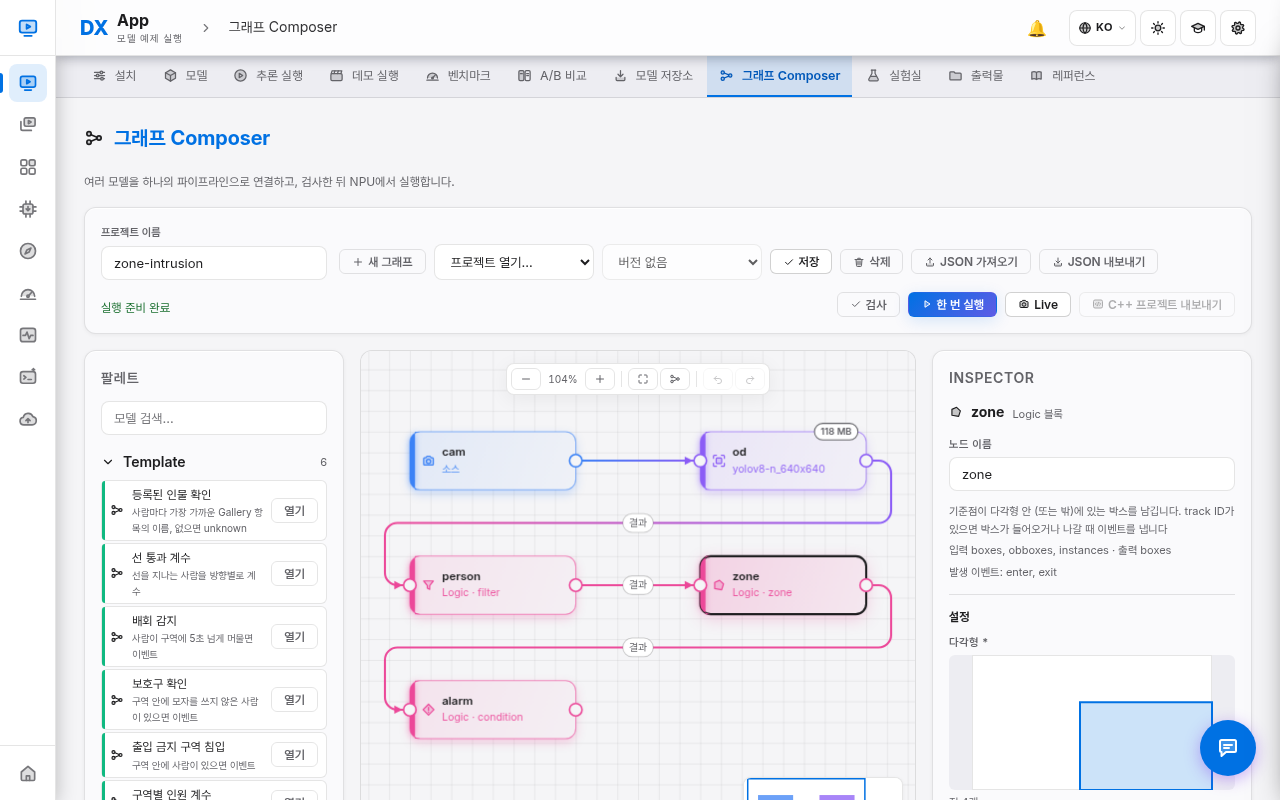 DX App
모델 예제 실행
그래프 Composer
KO
설치
모델
추론 실행
데모 실행
벤치마크
A/B 비교
모델 저장소
그래프 Composer
실험실
출력물
레퍼런스
그래프 Composer
여러 모델을 하나의 파이프라인으로 연결하고, 검사한 뒤 NPU에서 실행합니다.
프로젝트 이름
zone-intrusion
새 그래프
프로젝트 열기...
버전 없음
저장
삭제
JSON 가져오기
JSON 내보내기
실행 준비 완료
검사
한 번 실행
Live
C++ 프로젝트 내보내기
팔레트
모델 검색...
Template
6
등록된 인물 확인
사람마다 가장 가까운 Gallery 항
목의 이름, 없으면 unknown
열기
선 통과 계수
선을 지나는 사람을 방향별로 계
수
열기
배회 감지
사람이 구역에 5초 넘게 머물면
이벤트
열기
보호구 확인
구역 안에 모자를 쓰지 않은 사람
이 있으면 이벤트
열기
출입 금지 구역 침입
구역 안에 사람이 있으면 이벤트
열기
구역별 인원 계수
104%
cam
소스
118 MB
od
yolov8-n_640x640
결과
person
Logic · filter
결과
zone
Logic · zone
결과
alarm
Logic · condition
INSPECTOR
zone
Logic 블록
노드 이름
zone
기준점이 다각형 안 (또는 밖)에 있는 박스를 남깁니다. track ID가
있으면 박스가 들어오거나 나갈 때 이벤트를 냅니다
입력 boxes, obboxes, instances · 출력 boxes
발생 이벤트: enter, exit
설정
다각형 *